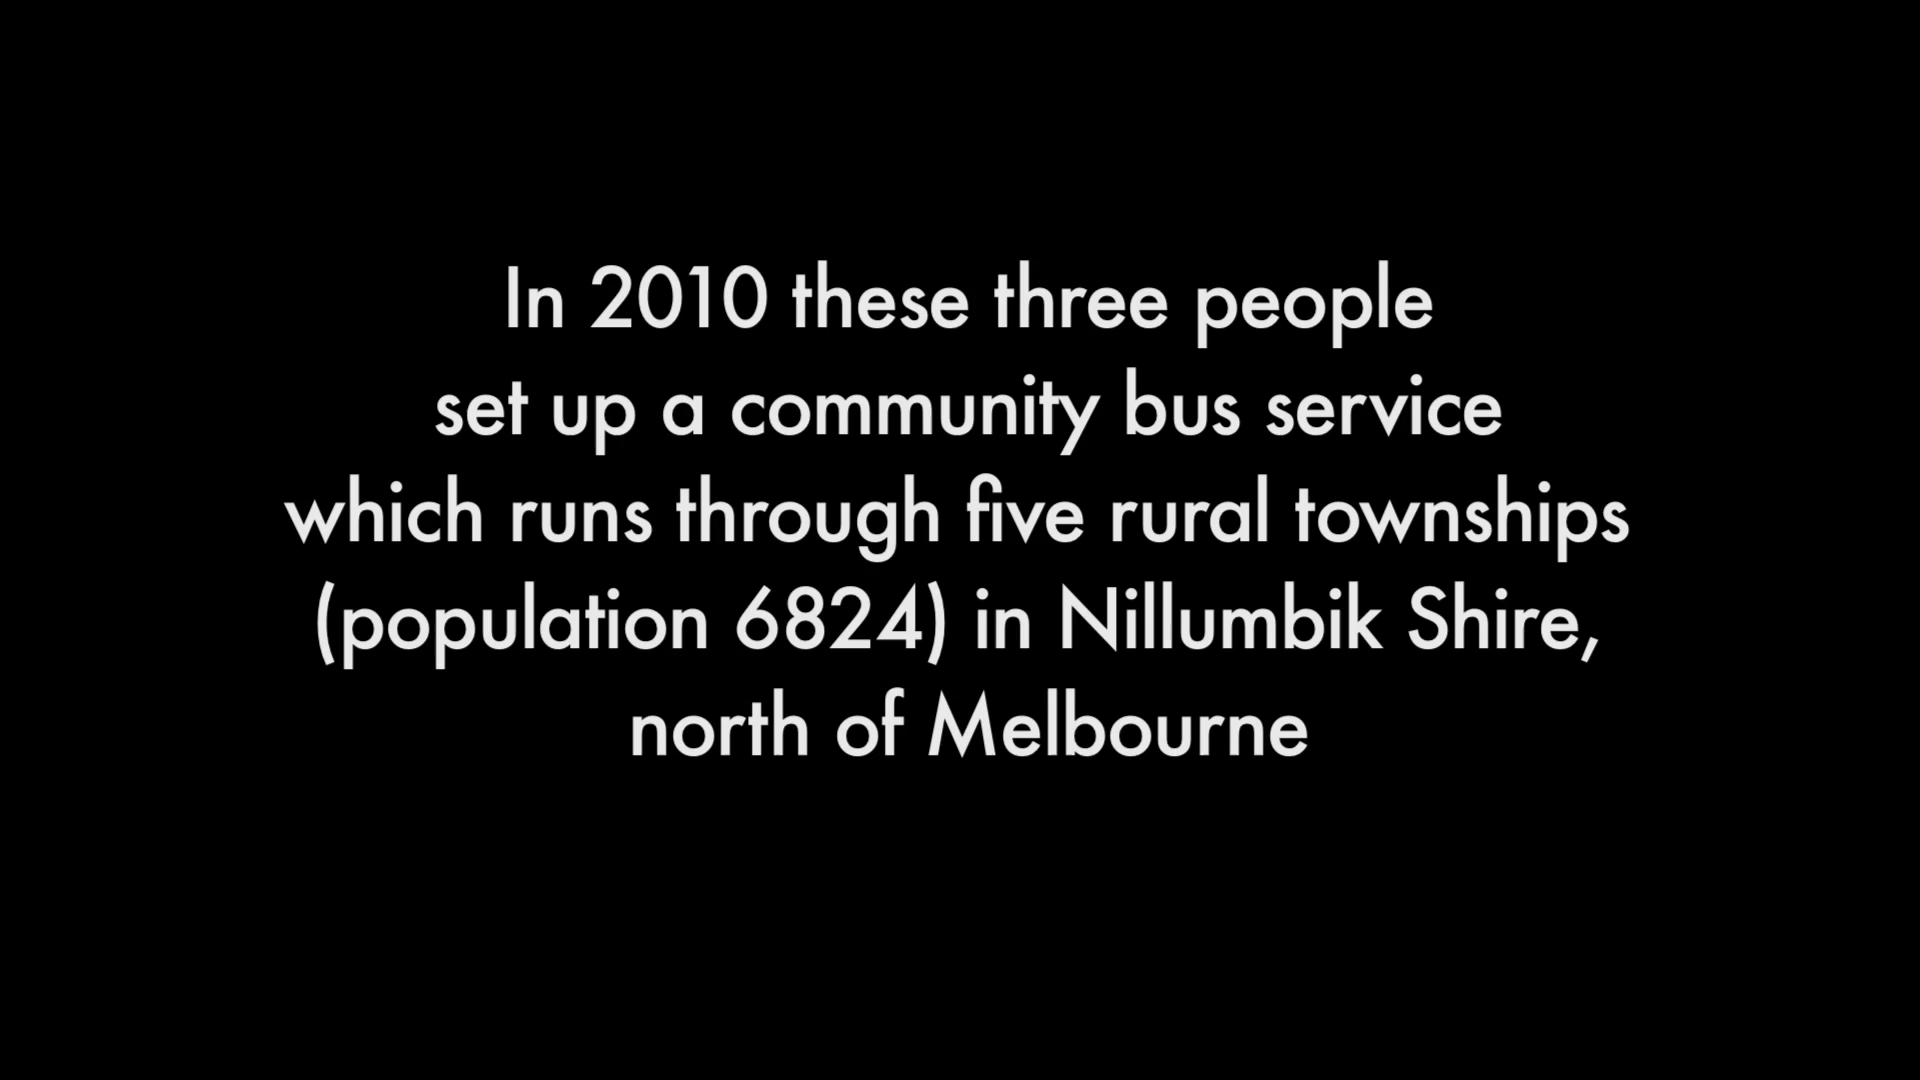 In 2010 these three people
set up a community bus service
which runs through five rural townships
(population 6824) in Nillumbik Shire,
north of Melbourne